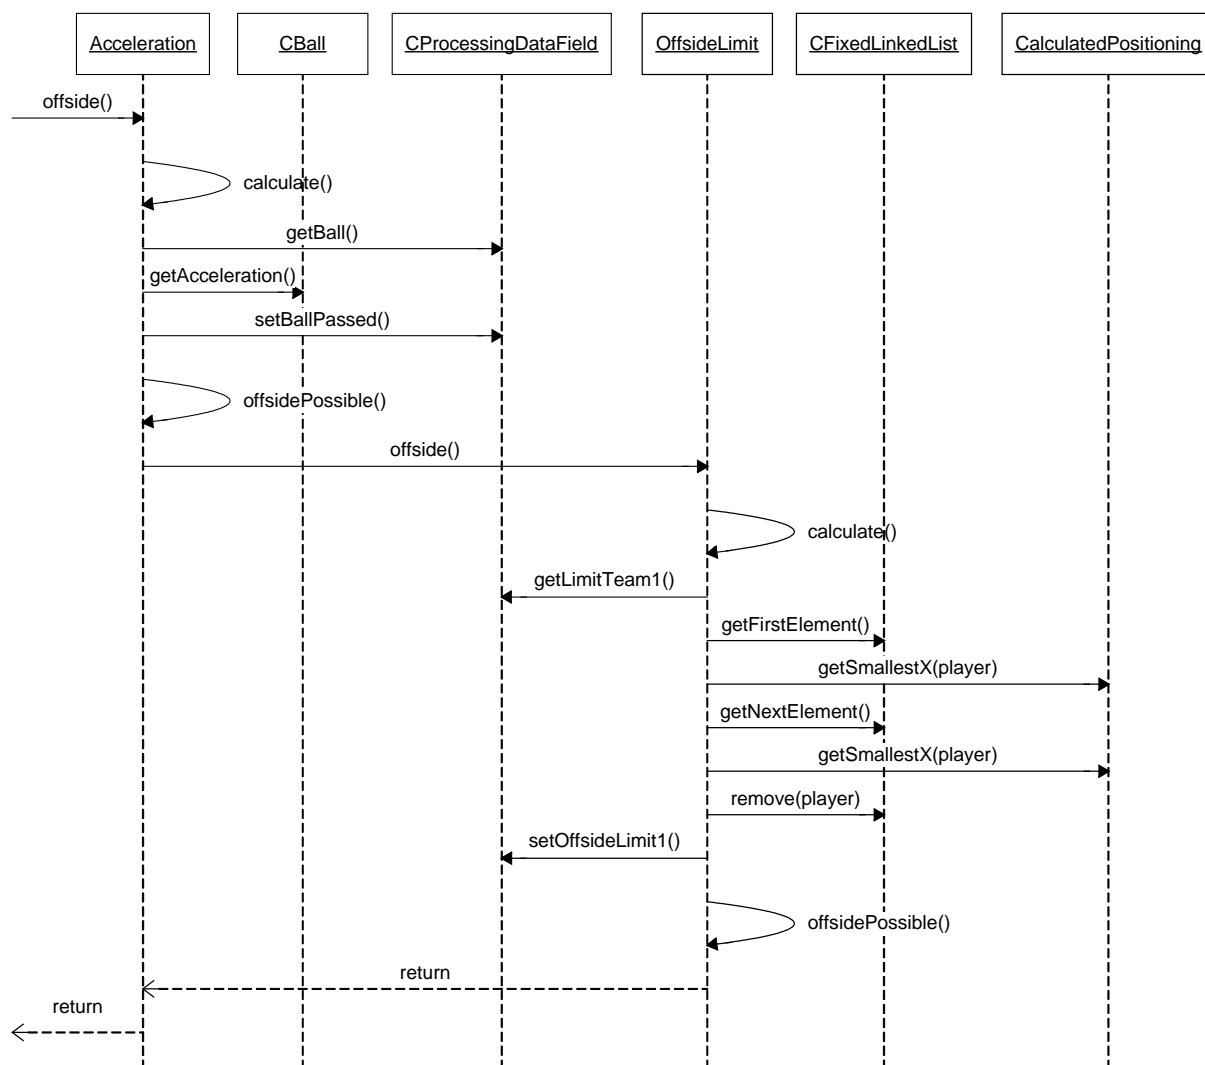 Acceleration
CBall
CProcessingDataField
OffsideLimit
CFixedLinkedList
CalculatedPositioning
offside()
calculate()
getBall()
getAcceleration()
setBallPassed()
offsidePossible()
offside()
calculate()
getLimitTeam1()
getFirstElement()
getSmallestX(player)
getNextElement()
getSmallestX(player)
remove(player)
setOffsideLimit1()
offsidePossible()
return
return